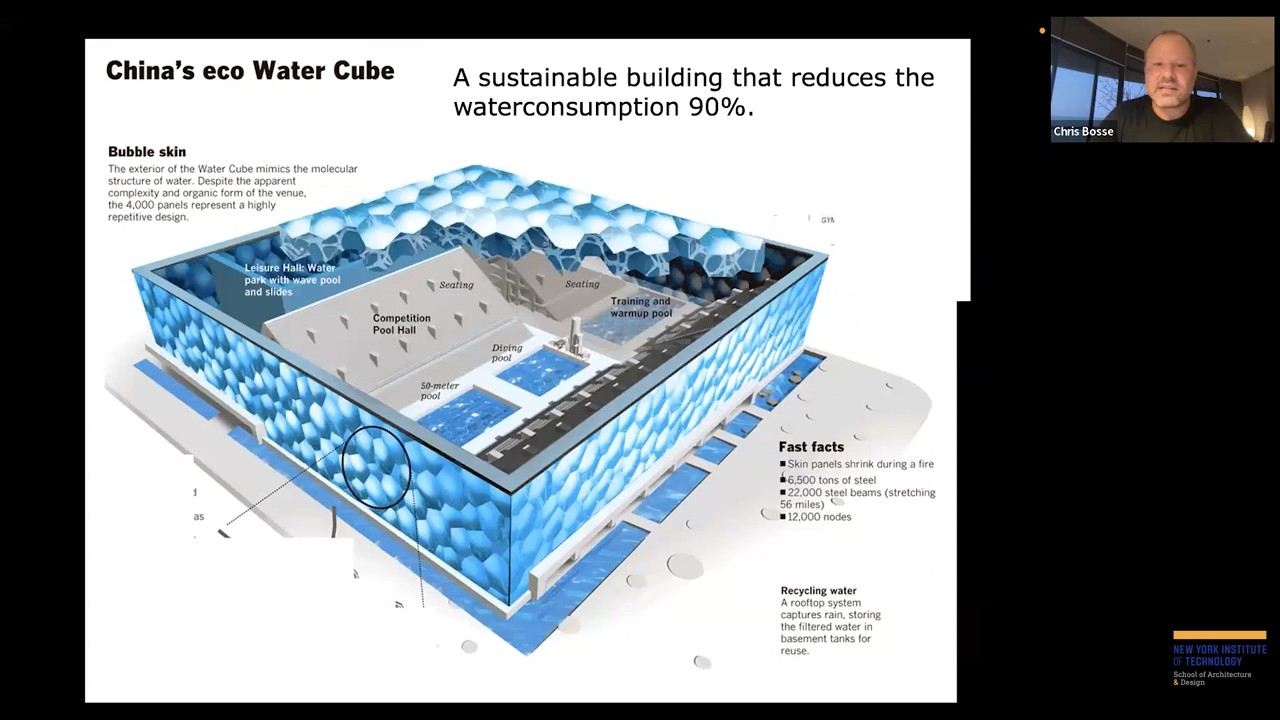 China's eco Water Cube
A sustainable building that reduces the
waterconsumption 90%.
Bubble skin
The exterior of the Water Cube mimics the molecular
structure of water. Despite the apparent
complexity and organic form of the venue,
the 4,000 panels represent a highly
repetitive design.
Leisure Hall: Water
park with wave pool
and slides
Seating
Seating
Competition
Pool Hall
Training and
warmup pool
Diving
pool
50-meter
pool
Fast facts
■ Skin panels shrink during a fire
■ 6,500 tons of steel
■ 22,000 steel beams (stretching
56 miles)
■ 12,000 nodes
as
Recycling water
A rooftop system
captures rain, storing
the filtered water in
basement tanks for
reuse.
Chris Bosse
NEW YORK INSTITUTE
OF TECHNOLOGY
School of Architecture
& Design